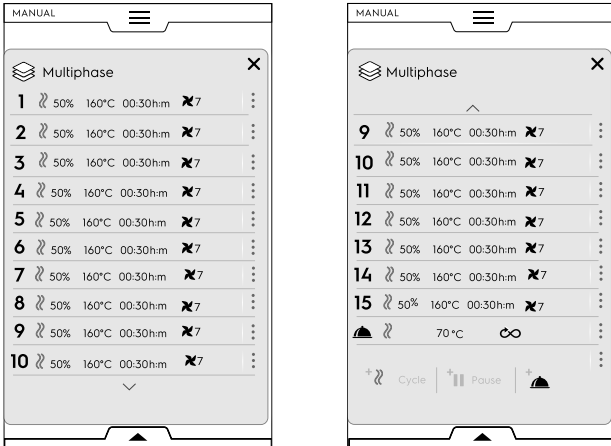 MANUAL
Multiphase
1 50% 160°C 00:30h:m 7
2 50% 160°C 00:30h:m 7
3 50% 160°C 00:30h:m 7
4 50% 160°C 00:30h:m 7
5 50% 160°C 00:30h:m 7
6 50% 160°C 00:30h:m 7
7 50% 160°C 00:30h:m 7
8 50% 160°C 00:30h:m 7
9 50% 160°C 00:30h:m 7
10 50% 160°C 00:30h:m 7
MANUAL
Multiphase
9 50% 160°C 00:30h:m 7
10 50% 160°C 00:30h:m 7
11 50% 160°C 00:30h:m 7
12 50% 160°C 00:30h:m 7
13 50% 160°C 00:30h:m 7
14 50% 160°C 00:30h:m 7
15 50% 160°C 00:30h:m 7
70°C
Cycle Pause